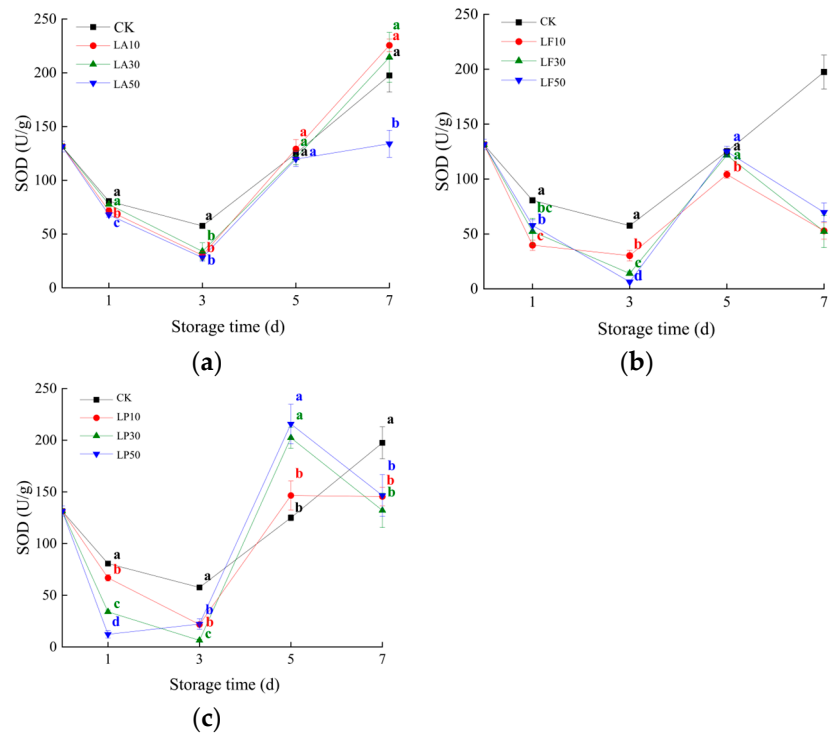 CK
LA10
LA30
LA50
SOD (U/g)
250
200
150
100
50
0
a
a
b
c
a
b
b
b
a
a
a
a
a
a
a
b
1
3
5
7
Storage time (d)
(a)
CK
LF10
LF30
LF50
SOD (U/g)
250
200
150
100
50
0
a
bc
b
c
a
b
c
d
a
a
a
b
1
3
5
7
Storage time (d)
(b)
CK
LP10
LP30
LP50
SOD (U/g)
250
200
150
100
50
0
a
b
c
d
a
b
b
c
a
a
b
b
a
b
b
b
1
3
5
7
Storage time (d)
(c)